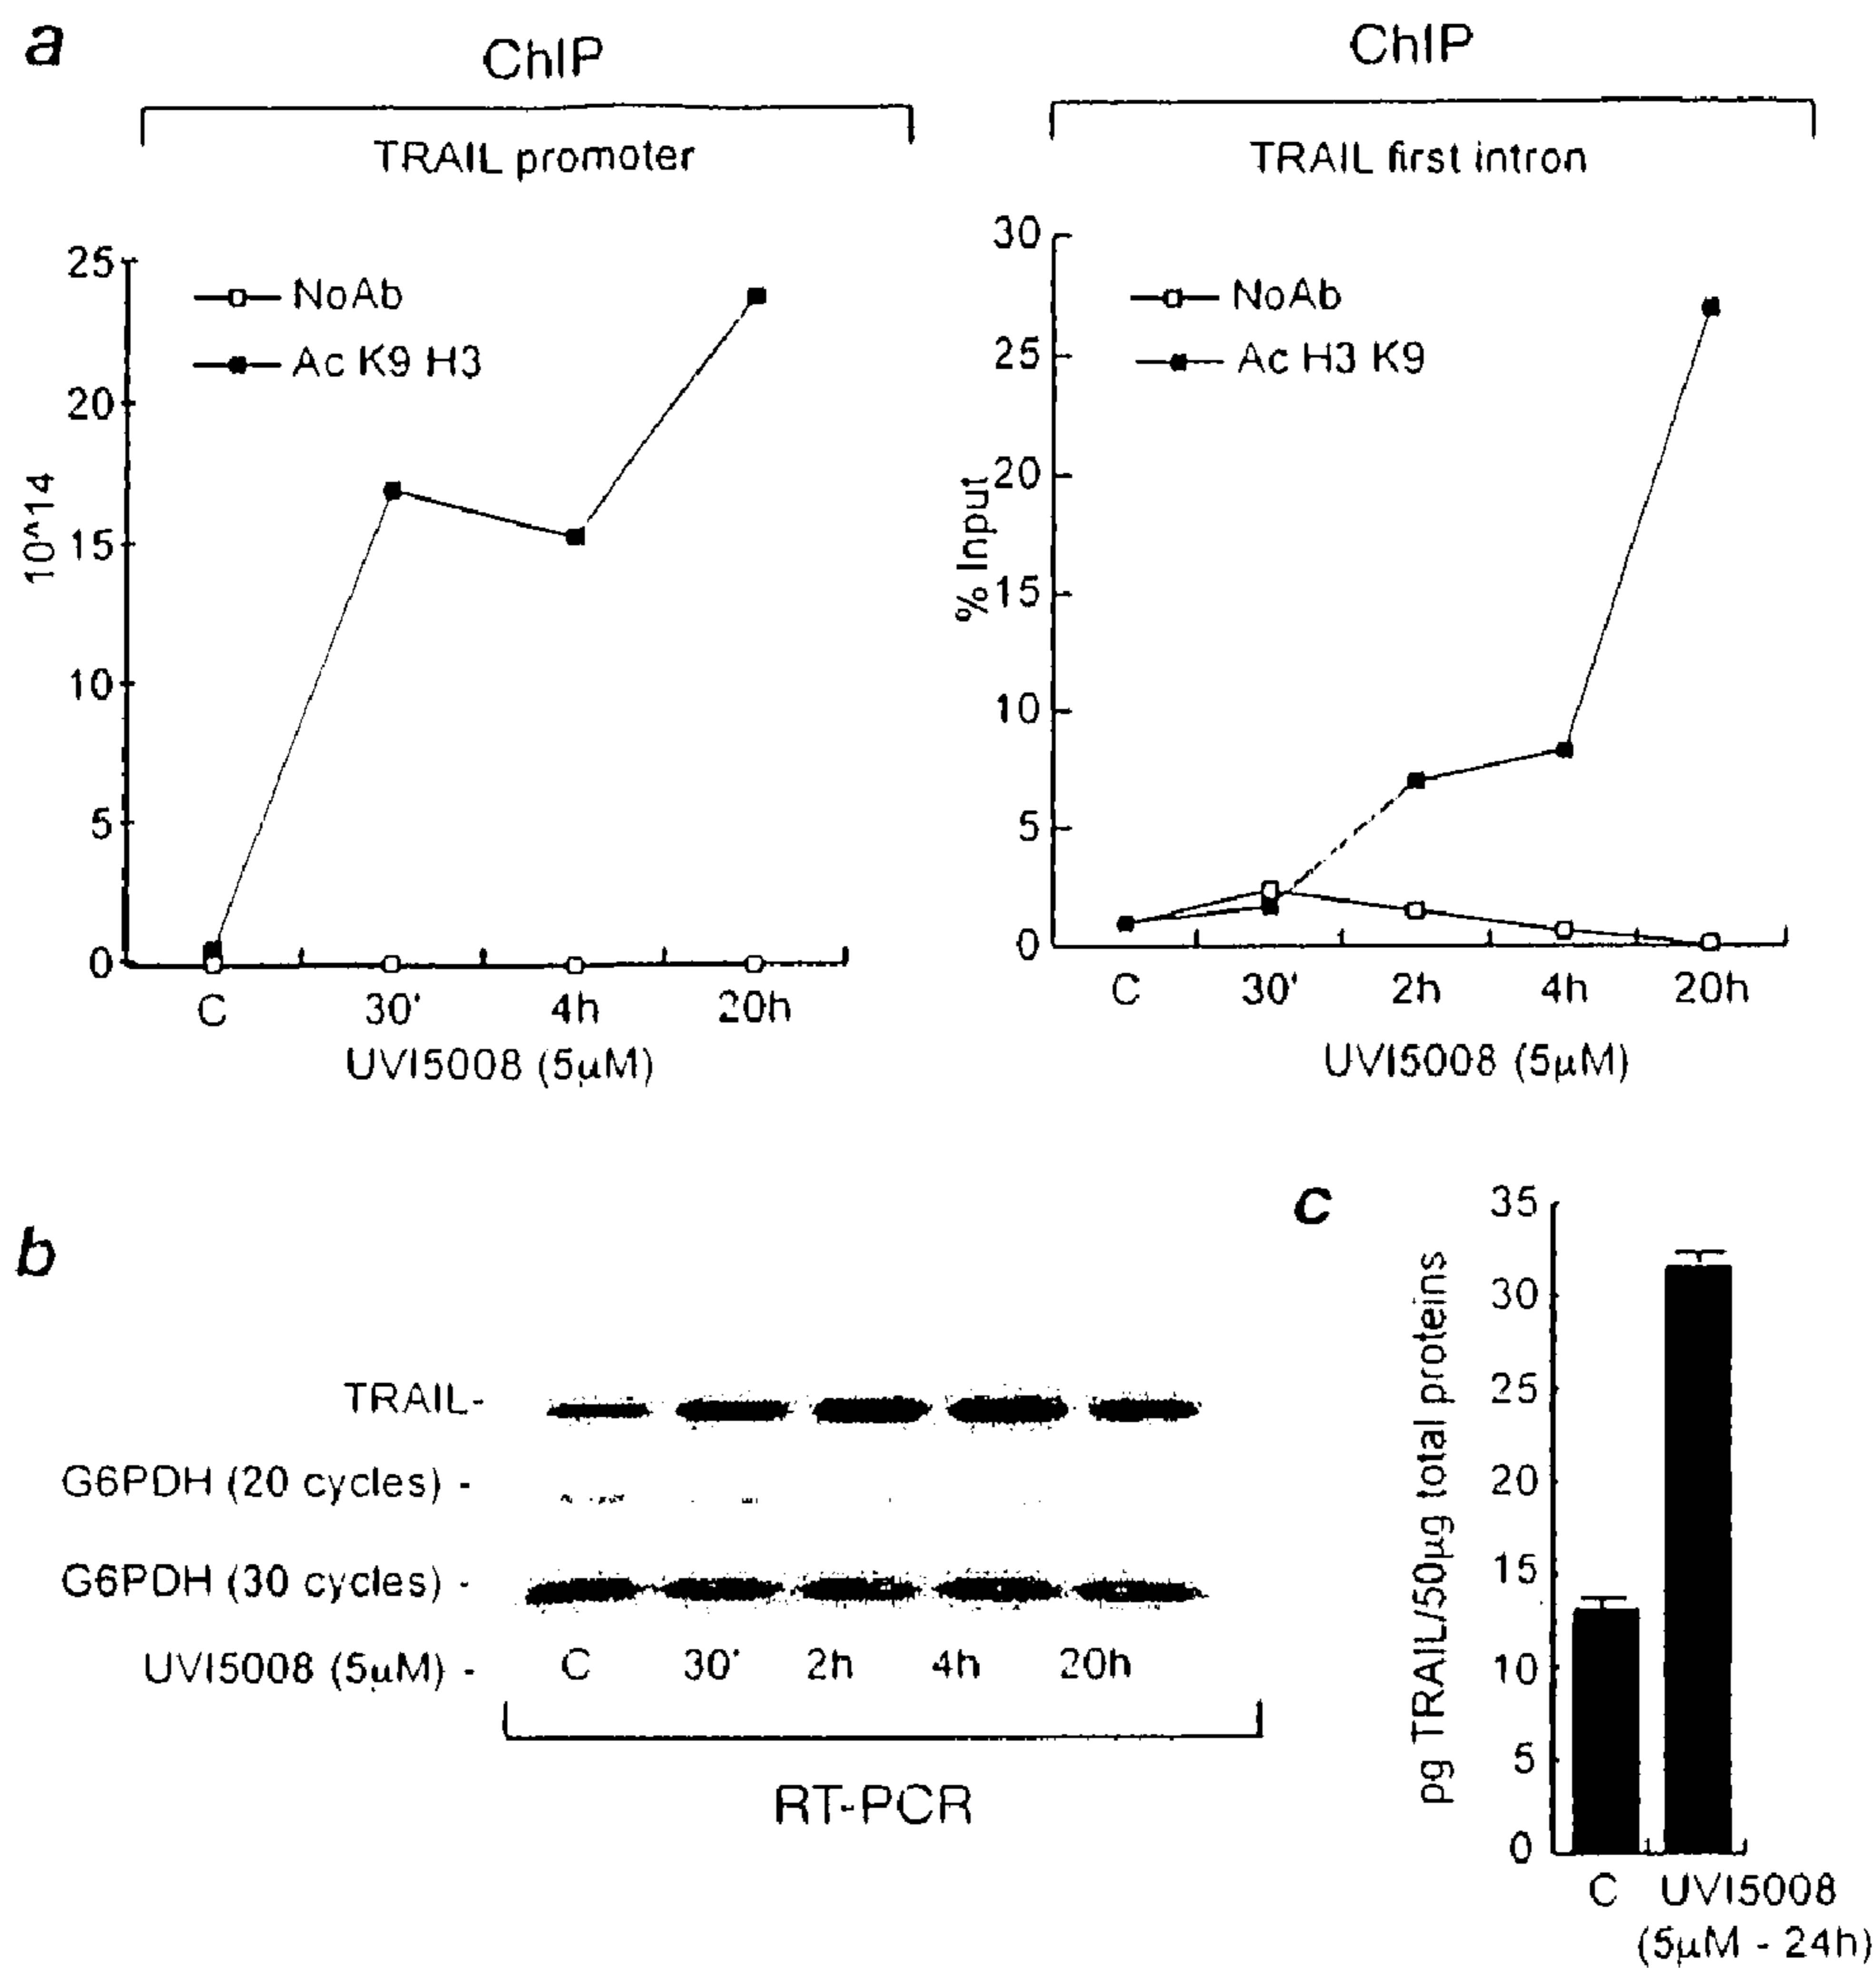 a
ChIP
TRAIL promoter
25
20
15
10
5
0
10^14
NoAb
Ac K9 H3
C 30' 4h 20h
UVI5008 (5µM)
ChIP
TRAIL first intron
30
25
20
15
10
5
0
% Input
NoAb
Ac H3 K9
C 30' 2h 4h 20h
UVI5008 (5µM)
b
TRAIL-
G6PDH (20 cycles) -
G6PDH (30 cycles) -
UVI5008 (5µM) - C 30' 2h 4h 20h
RT-PCR
c
35
30
25
20
15
10
5
0
pg TRAIL/50µg total proteins
C UVI5008
(5µM - 24h)